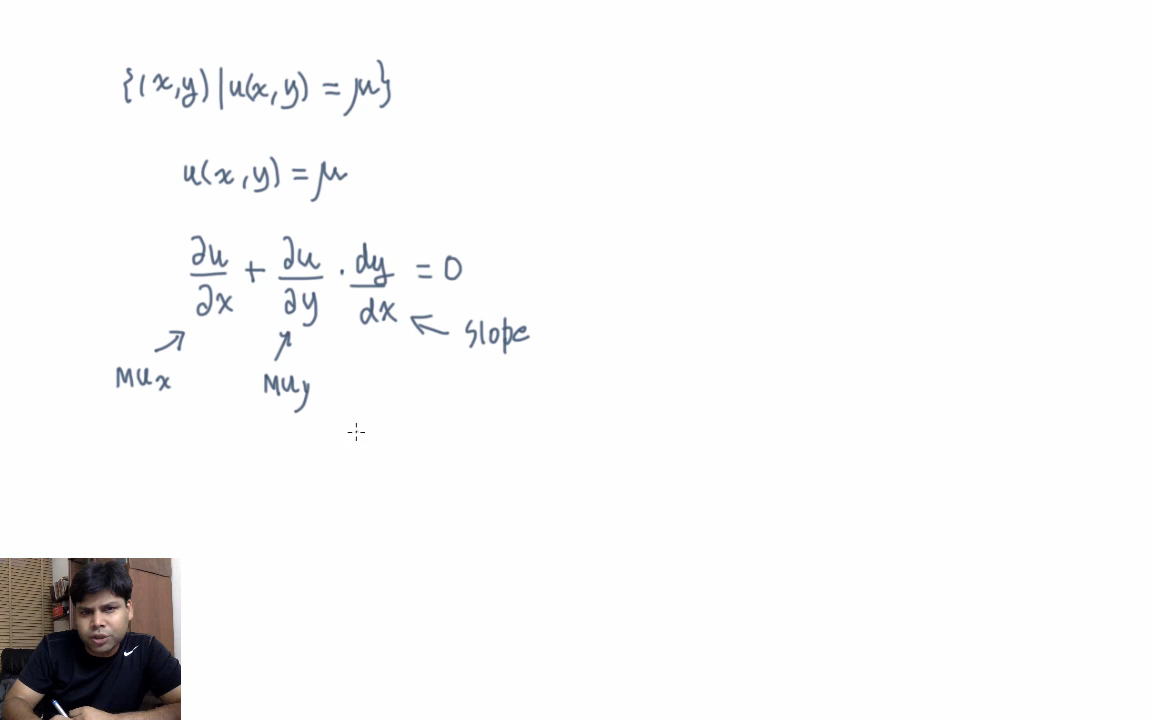 {(x,y) | u(x,y) = μ}
u(x,y) = μ
∂u/∂x + ∂u/∂y · dy/dx = 0
slope
MUx MUy